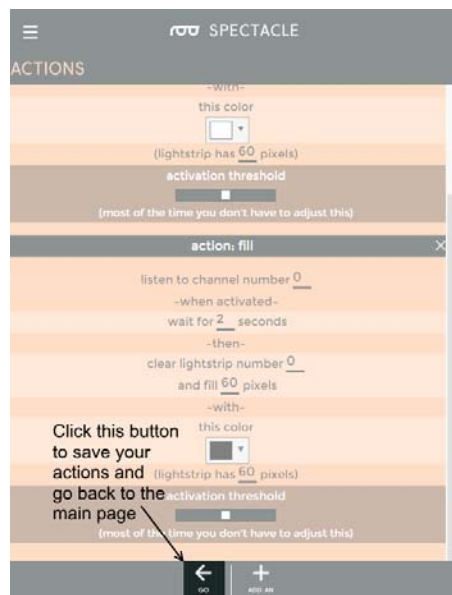 SPECTACLE
ACTIONS
-with-
this color
(lightstrip has 60 pixels)
activation threshold
(most of the time you don't have to adjust this)
action: fill
listen to channel number 0
-when activated-
wait for 2 seconds
-then-
clear lightstrip number 0
and fill 60 pixels
-with-
this color
(lightstrip has 60 pixels)
activation threshold
(most of the time you don't have to adjust this)
Click this button
to save your
actions and
go back to the
main page
GO
ADD AN